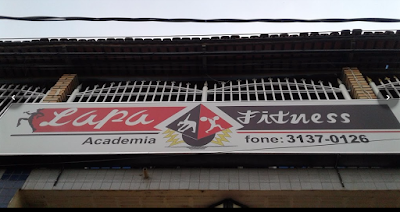 Lapa Fitness
Academia fone: 3137-0126